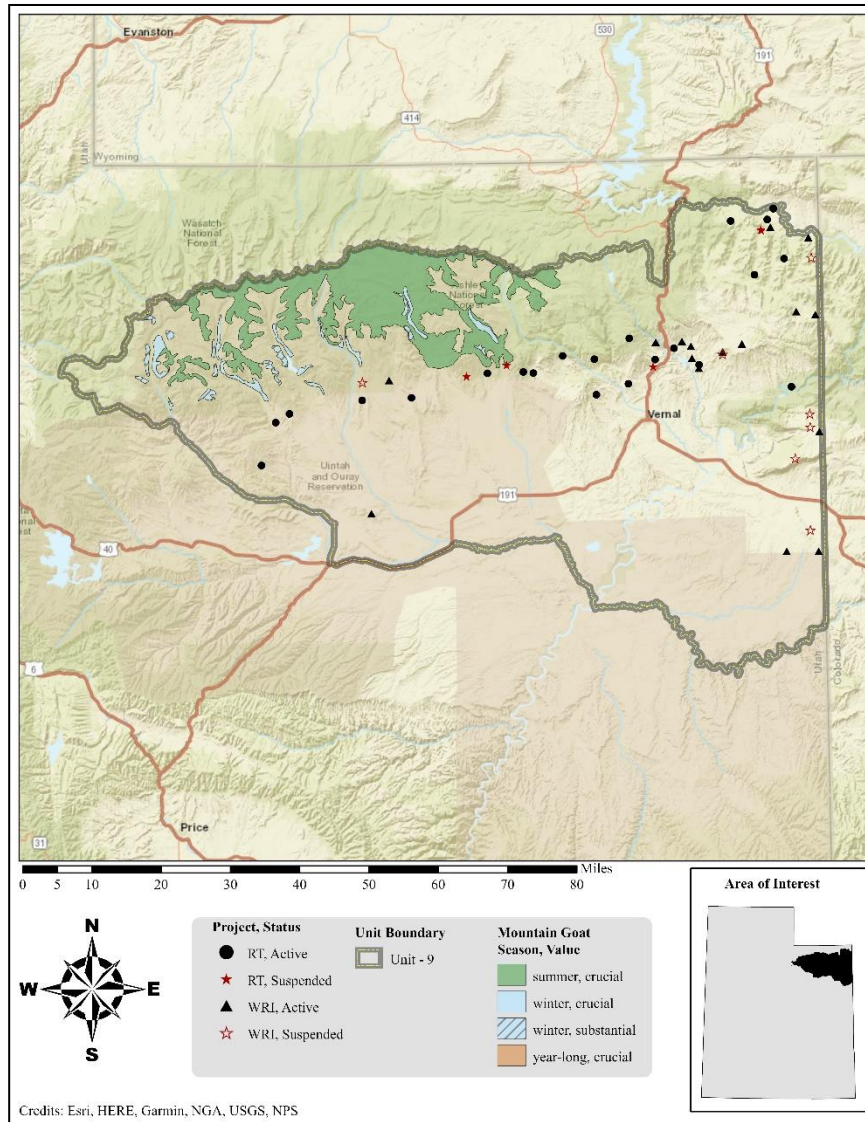 Evanston
530
191
414
Utah
Wyoming
Wasatch
National
Forest
Ashley
National
Forest
Vernal
Uintah
and Ouray
Reservation
191
40
6
Utah
Colorado
Price
31
0 5 10 20 30 40 50 60 70 80 Miles
N
W E
S
Project, Status
RT, Active
RT, Suspended
WRI, Active
WRI, Suspended
Unit Boundary
Unit - 9
Mountain Goat
Season, Value
summer, crucial
winter, crucial
winter, substantial
year-long, crucial
Area of Interest
Credits: Esri, HERE, Garmin, NGA, USGS, NPS